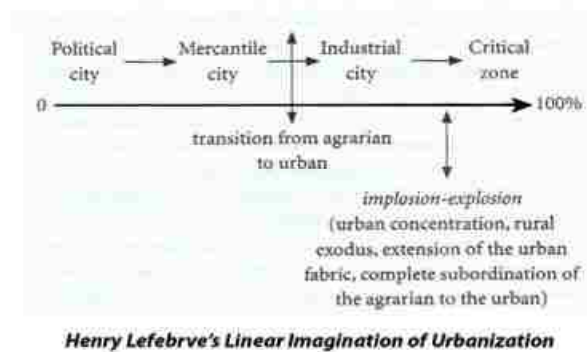 Political city
Mercantile city
Industrial city
Critical zone
0
100%
transition from agrarian
to urban
implosion-explosion
(urban concentration, rural
exodus, extension of the urban
fabric, complete subordination of
the agrarian to the urban)
Henry Lefebrve's Linear Imagination of Urbanization